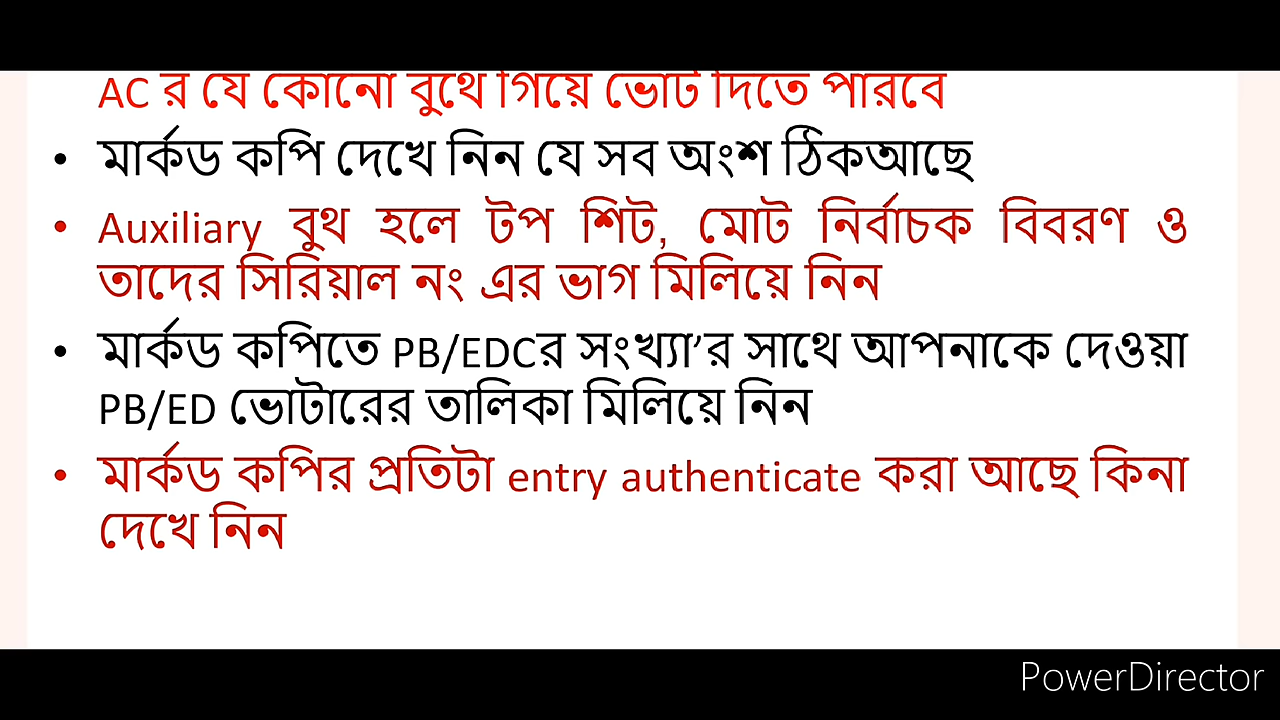 AC র যে কোনো বুথে গিয়ে ভোট দিতে পারবে
• মার্কড কপি দেখে নিন যে সব অংশ ঠিকআছে
• Auxiliary বুথ হলে টপ শিট, মোট নির্বাচক বিবরণ ও
তাদের সিরিয়াল নং এর ভাগ মিলিয়ে নিন
• মার্কড কপিতে PB/EDCর সংখ্যা’র সাথে আপনাকে দেওয়া
PB/ED ভোটারের তালিকা মিলিয়ে নিন
• মার্কড কপির প্রতিটা entry authenticate করা আছে কিনা
দেখে নিন
PowerDirector